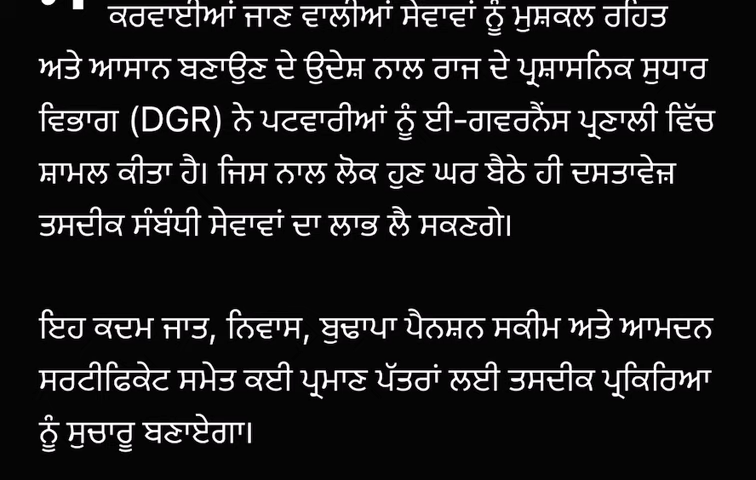 ਕਰਵਾਈਆਂ ਜਾਣ ਵਾਲੀਆਂ ਸੇਵਾਵਾਂ ਨੂੰ ਮੁਸ਼ਕਲ ਰਹਿਤ
ਅਤੇ ਆਸਾਨ ਬਣਾਉਣ ਦੇ ਉਦੇਸ਼ ਨਾਲ ਰਾਜ ਦੇ ਪ੍ਰਸ਼ਾਸਨਿਕ ਸੁਧਾਰ
ਵਿਭਾਗ (DGR) ਨੇ ਪਟਵਾਰੀਆਂ ਨੂੰ ਈ-ਗਵਰਨੈਂਸ ਪ੍ਰਣਾਲੀ ਵਿੱਚ
ਸ਼ਾਮਲ ਕੀਤਾ ਹੈ। ਜਿਸ ਨਾਲ ਲੋਕ ਹੁਣ ਘਰ ਬੈਠੇ ਹੀ ਦਸਤਾਵੇਜ਼
ਤਸਦੀਕ ਸੰਬੰਧੀ ਸੇਵਾਵਾਂ ਦਾ ਲਾਭ ਲੈ ਸਕਣਗੇ।
ਇਹ ਕਦਮ ਜਾਤ, ਨਿਵਾਸ, ਬੁਢਾਪਾ ਪੈਨਸ਼ਨ ਸਕੀਮ ਅਤੇ ਆਮਦਨ
ਸਰਟੀਫਿਕੇਟ ਸਮੇਤ ਕਈ ਪ੍ਰਮਾਣ ਪੱਤਰਾਂ ਲਈ ਤਸਦੀਕ ਪ੍ਰਕਿਰਿਆ
ਨੂੰ ਸੁਚਾਰੂ ਬਣਾਏਗਾ।